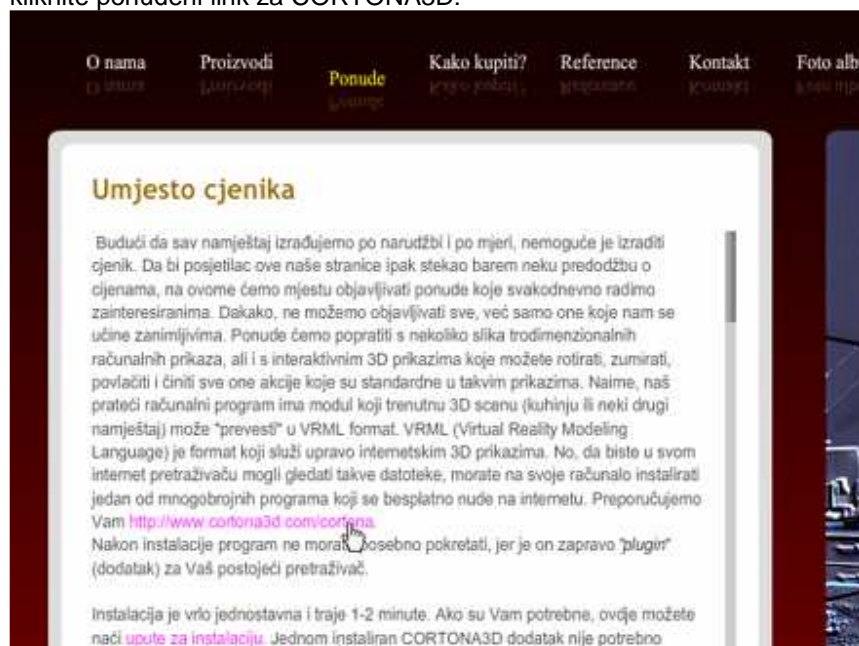 kliknite ponuđeni link za CORTONA3D.
O nama Proizvodi Ponude Kako kupiti? Reference Kontakt Foto alb
Umjesto cjenika
Budući da sav namještaj izrađujemo po narudžbi i po mjeri, nemoguće je izraditi
cjenik. Da bi posjetilac ove naše stranice ipak stekao barem neku predodžbu o
cijenama, na ovome ćemo mjestu objavljivati ponude koje svakodnevno radimo
zainteresiranima. Dakako, ne možemo objavljivati sve, već samo one koje nam se
učine zanimljivima. Ponude ćemo popratiti s nekoliko slika trodimenzionalnih
računalnih prikaza, ali i s interaktivnim 3D prikazima koje možete rotirati, zumirati,
povlačiti i činiti sve one akcije koje su standardne u takvim prikazima. Naime, naš
prateći računalni program ima modul koji trenutnu 3D scenu (kuhinju ili neki drugi
namještaj) može "prevesti" u VRML format. VRML (Virtual Reality Modeling
Language) je format koji služi upravo internetskim 3D prikazima. No, da biste u svom
internet pretraživaču mogli gledati takve datoteke, morate na svoje računalo instalirati
jedan od mnogobrojnih programa koji se besplatno nude na internetu. Preporučujemo
Vam http://www.cortona3d.com/cortona.
Nakon instalacije program ne morate posebno pokretati, jer je on zapravo "plugin"
(dodatak) za Vaš postojeći pretraživač.
Instalacija je vrlo jednostavna i traje 1-2 minute. Ako su Vam potrebne, ovdje možete
naći upute za instalaciju. Jednom instaliran CORTONA3D dodatak nije potrebno